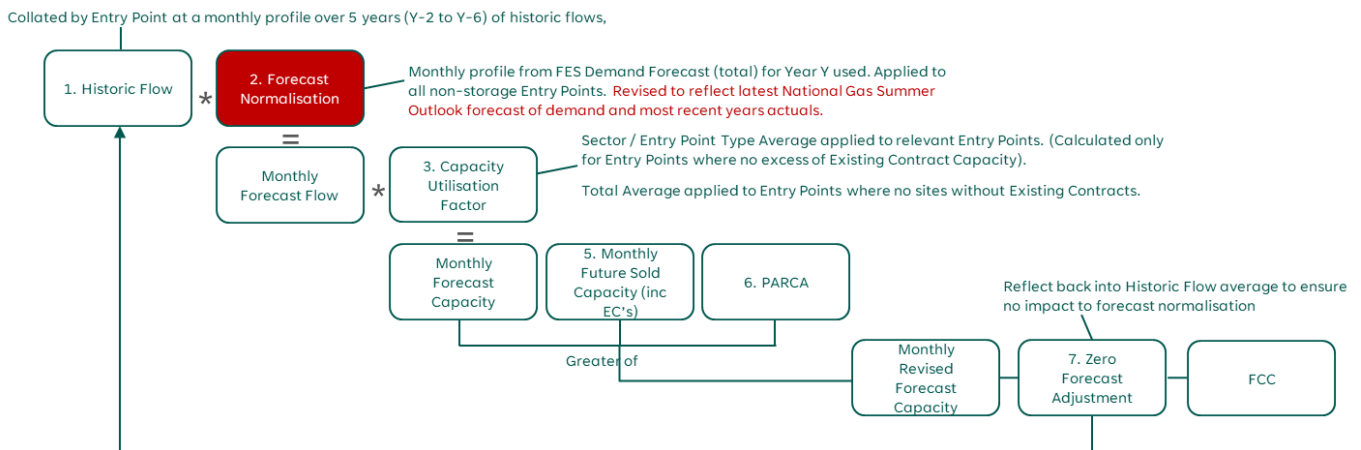 Collated by Entry Point at a monthly profile over 5 years (Y-2 to Y-6) of historic flows,
1. Historic Flow
*
2. Forecast
Normalisation
Monthly profile from FES Demand Forecast (total) for Year Y used. Applied to
all non-storage Entry Points. Revised to reflect latest National Gas Summer
Outlook forecast of demand and most recent years actuals.
=
Monthly
Forecast Flow
*
3. Capacity
Utilisation
Factor
Sector / Entry Point Type Average applied to relevant Entry Points. (Calculated only
for Entry Points where no excess of Existing Contract Capacity).
Total Average applied to Entry Points where no sites without Existing Contracts.
=
Monthly
Forecast
Capacity
5. Monthly
Future Sold
Capacity (inc
EC's)
6. PARCA
Greater of
Reflect back into Historic Flow average to ensure
no impact to forecast normalisation
Monthly
Revised
Forecast
Capacity
7. Zero
Forecast
Adjustment
FCC